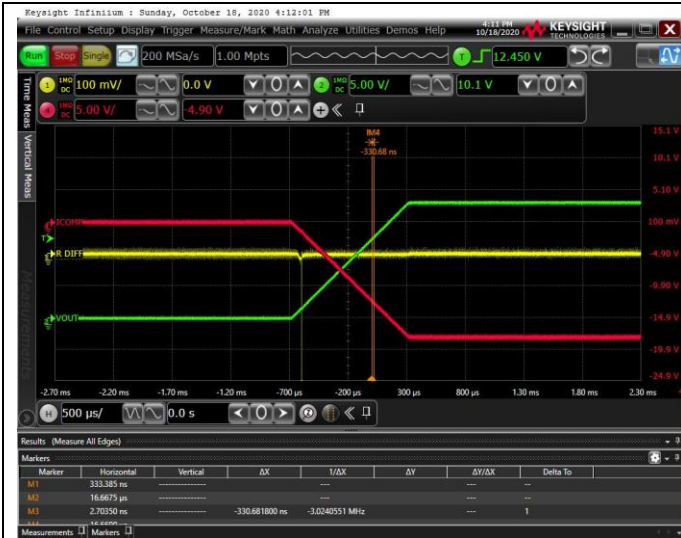 Keysight Infiniium : Sunday, October 18, 2020 4:12:01 PM
File Control Setup Display Trigger Measure/Mark Math Analyze Utilities Demos Help
4:11 PM
10/18/2020
KEYSIGHT
TECHNOLOGIES
Run Stop Single 200 MSa/s 1.00 Mpts T 12.450 V
1 1MΩ DC 100 mV/ 0.0 V 0 2 1MΩ DC 5.00 V/ 10.1 V 0
1MΩ DC 5.00 V/ -4.90 V 0
Time Meas
Vertical Meas
Measurements
-330.68 ns
15.1 V
10.1 V
5.10 V
ICOMP
100 mV
T
R DIFF
-4.90 V
-9.90 V
VOUT
-14.9 V
-19.9 V
-24.9 V
-2.70 ms -2.20 ms -1.70 ms -1.20 ms -700 µs -200 µs 300 µs 800 µs 1.30 ms 1.80 ms 2.30 ms
H 500 µs/ 0.0 s 0
Results (Measure All Edges)
Markers
Marker Horizontal Vertical ΔX 1/ΔX ΔY ΔY/ΔX Delta To
M1 333.385 ns -------------- --- --- --
M2 16.6675 µs -------------- --- --- --
M3 2.70350 ns -------------- -330.681800 ns -3.0240551 MHz --- 1
Measurements Markers